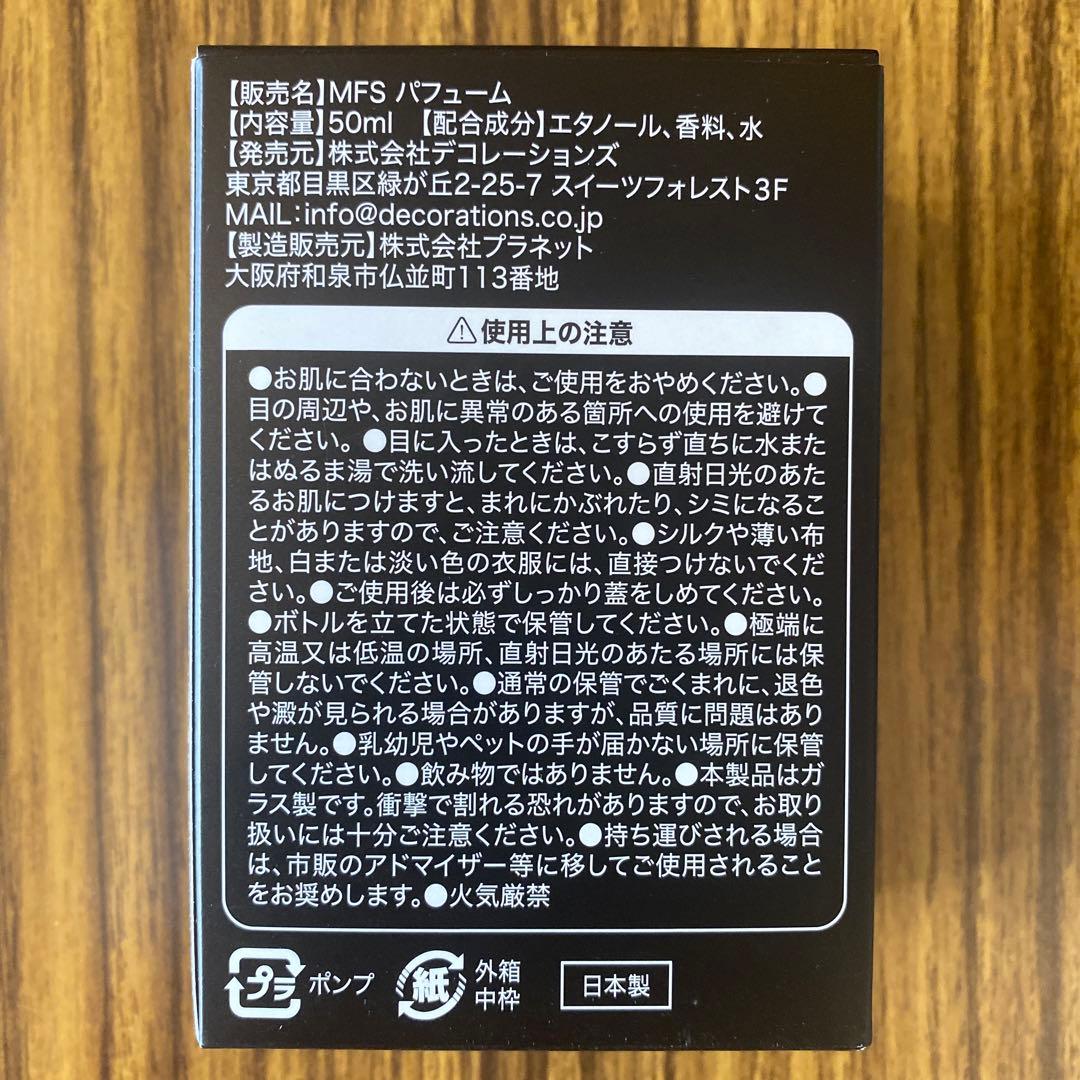 【販売名】MFS パフューム
【内容量】50ml 【配合成分】エタノール、香料、水
【発売元】株式会社デコレーションズ
東京都目黒区緑が丘2-25-7 スイーツフォレスト3F
MAIL:info@decorations.co.jp
【製造販売元】株式会社プラネット
大阪府和泉市仏並町113番地
⚠使用上の注意
●お肌に合わないときは、ご使用をおやめください。●
目の周辺や、お肌に異常のある箇所への使用を避けて
ください。●目に入ったときは、こすらず直ちに水また
はぬるま湯で洗い流してください。●直射日光のあた
るお肌につけますと、まれにかぶれたり、シミになるこ
とがありますので、ご注意ください。●シルクや薄い布
地、白または淡い色の衣服には、直接つけないでくだ
さい。●ご使用後は必ずしっかり蓋をしめてください。
●ボトルを立てた状態で保管してください。●極端に
高温又は低温の場所、直射日光のあたる場所には保
管しないでください。●通常の保管でごくまれに、退色
や澱が見られる場合がありますが、品質に問題はあり
ません。●乳幼児やペットの手が届かない場所に保管
してください。●飲み物ではありません。●本製品はガ
ラス製です。衝撃で割れる恐れがありますので、お取り
扱いには十分ご注意ください。●持ち運びされる場合
は、市販のアドマイザー等に移してご使用されること
をお奨めします。●火気厳禁
プラ ポンプ
紙 外箱
中枠
日本製